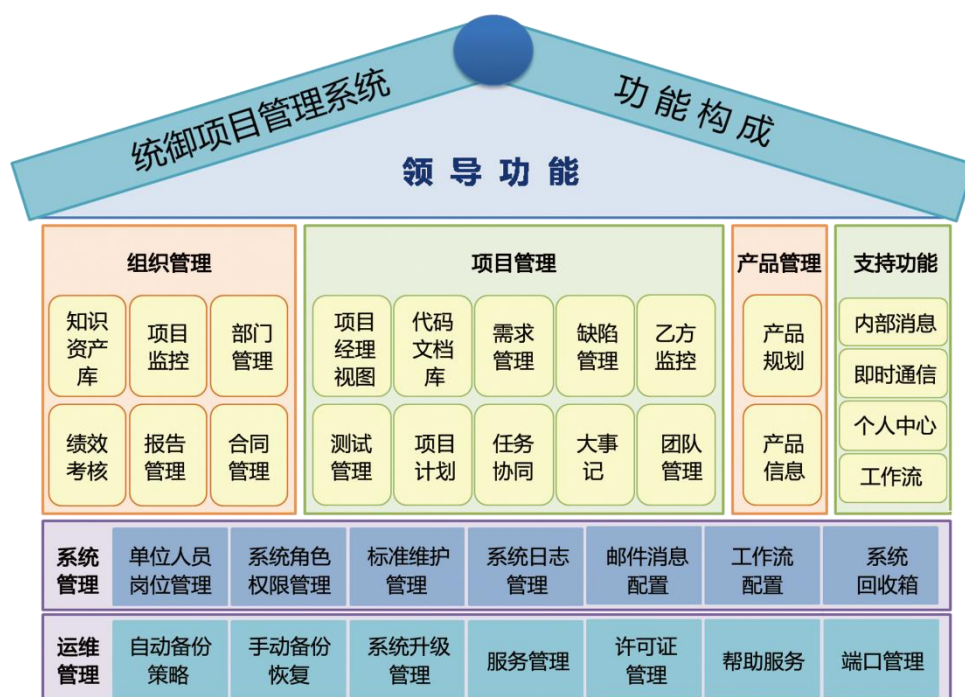 统御项目管理系统
功能构成
领导功能
组织管理
知识
资产
库
项目
监控
部门
管理
绩效
考核
报告
管理
合同
管理
项目管理
项目
经理
视图
代码
文档
库
需求
管理
缺陷
管理
乙方
监控
测试
管理
项目
计划
任务
协同
大事
记
团队
管理
产品管理
产品
规划
产品
信息
支持功能
内部消息
即时通信
个人中心
工作流
系统
管理
单位人员
岗位管理
系统角色
权限管理
标准维护
管理
系统日志
管理
邮件消息
配置
工作流
配置
系统
回收箱
运维
管理
自动备份
策略
手动备份
恢复
系统升级
管理
服务管理
许可证
管理
帮助服务
端口管理